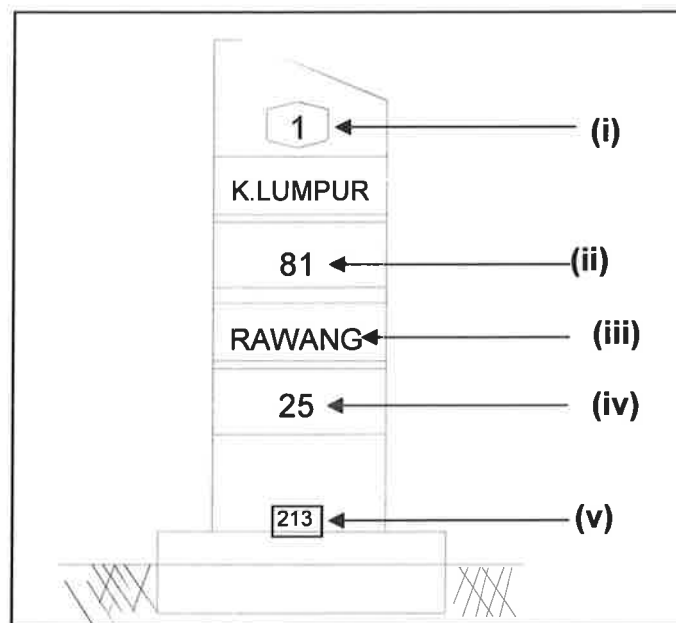 1 (i)
K.LUMPUR
81 (ii)
RAWANG (iii)
25 (iv)
213 (v)